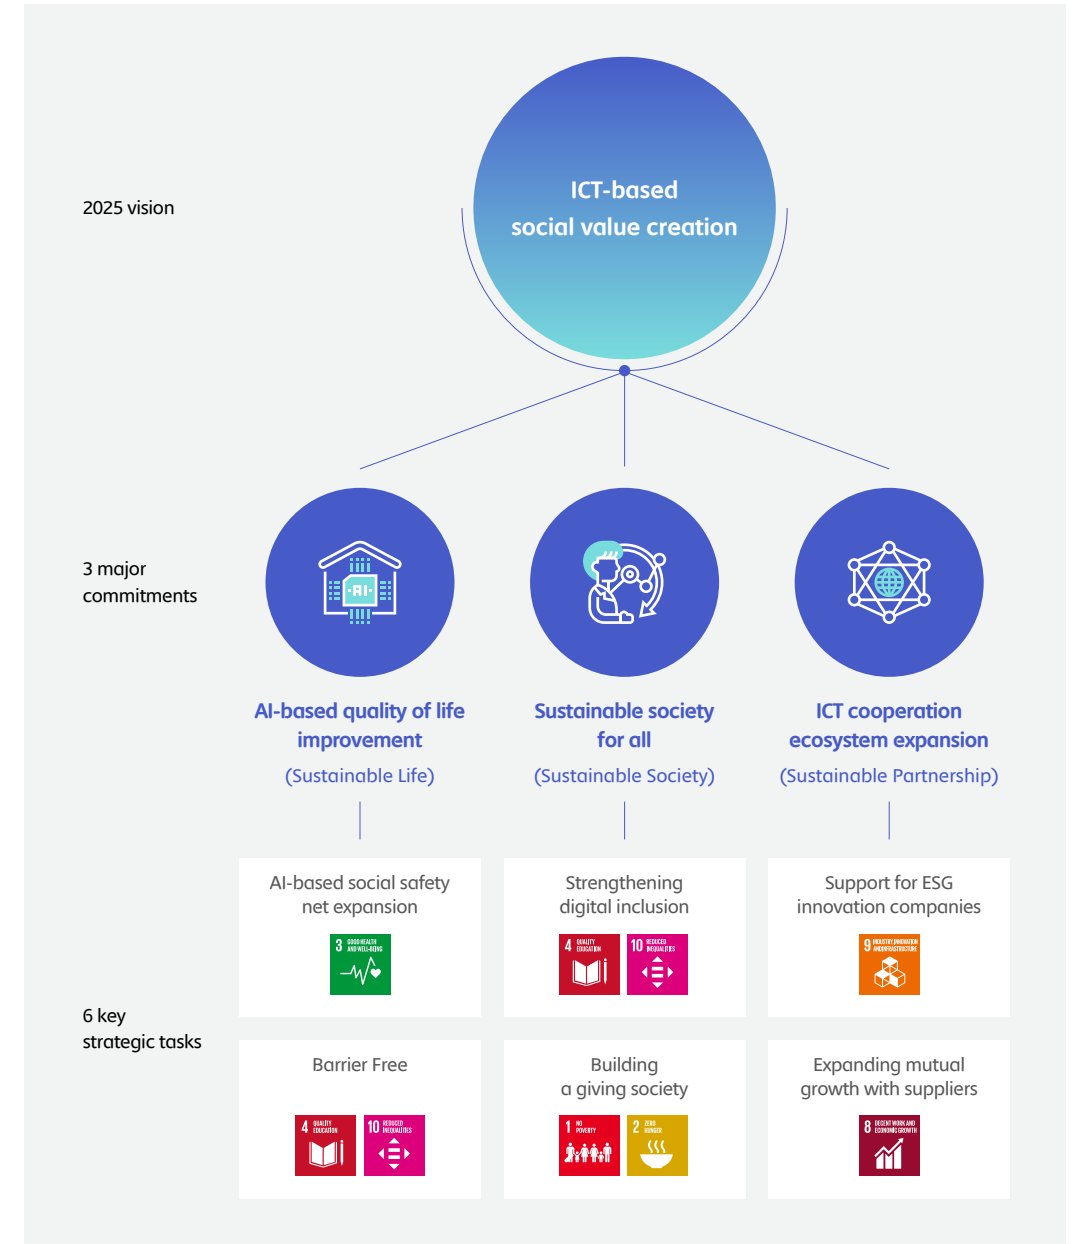 2025 vision
ICT-based
social value creation
3 major
commitments
AI
AI-based quality of life
improvement
(Sustainable Life)
Sustainable society
for all
(Sustainable Society)
ICT cooperation
ecosystem expansion
(Sustainable Partnership)
6 key
strategic tasks
AI-based social safety
net expansion
3 GOOD HEALTH
AND WELL-BEING
Strengthening
digital inclusion
4 QUALITY
EDUCATION
10 REDUCED
INEQUALITIES
Support for ESG
innovation companies
9 INDUSTRY, INNOVATION
AND INFRASTRUCTURE
Barrier Free
4 QUALITY
EDUCATION
10 REDUCED
INEQUALITIES
Building
a giving society
1 NO
POVERTY
2 ZERO
HUNGER
Expanding mutual
growth with suppliers
8 DECENT WORK AND
ECONOMIC GROWTH